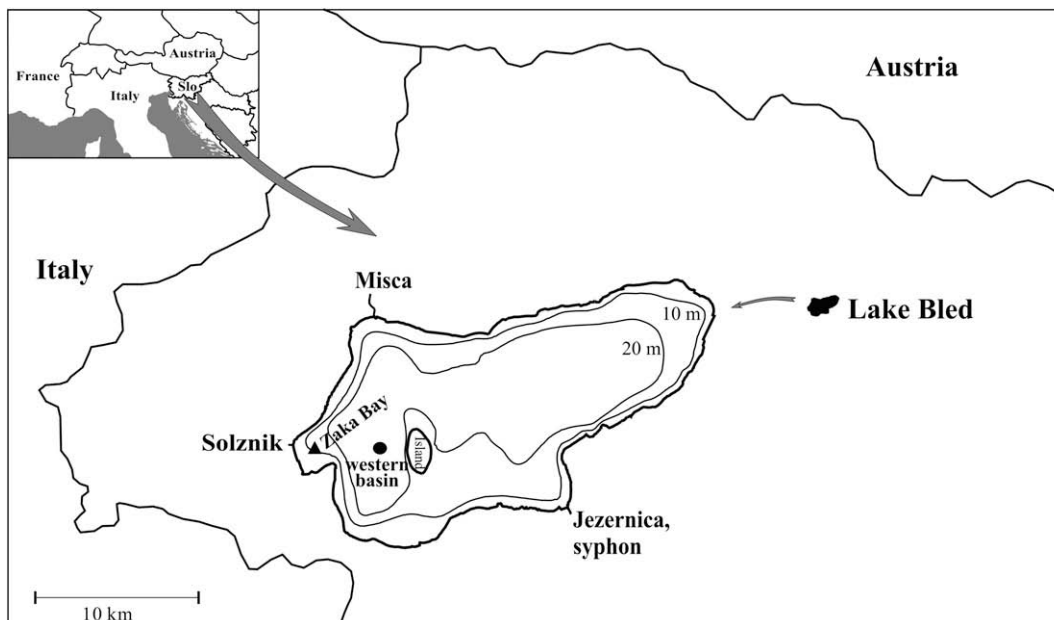 Austria
France
Slo
Italy
Austria
Italy
Misca
10 m
Lake Bled
20 m
Zaka Bay
Solznik
Island
western
basin
Jezernica,
syphon
10 km